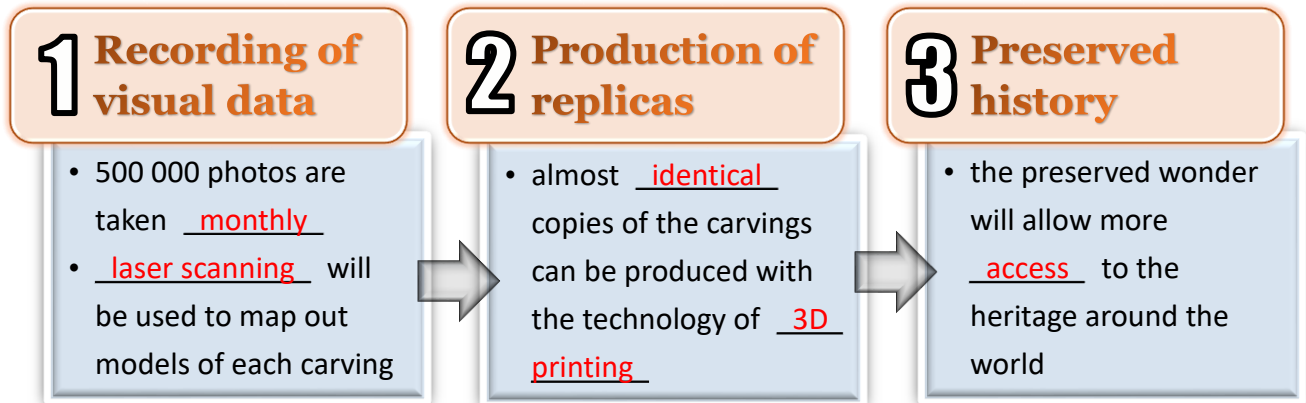 1 Recording of
visual data
• 500 000 photos are
taken monthly
• laser scanning will
be used to map out
models of each carving
2 Production of
replicas
• almost identical
copies of the carvings
can be produced with
the technology of 3D
printing
3 Preserved
history
• the preserved wonder
will allow more
access to the
heritage around the
world